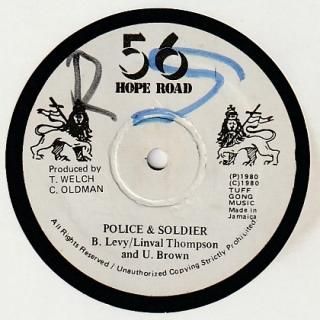 56
HOPE ROAD
R
Produced by
T. WELCH
C. OLDMAN
(P)1980
(C)1980
TUFF
GONG
MUSIC
Made in
Jamaica
POLICE & SOLDIER
B. Levy/Linval Thompson
and U. Brown
All Rights Reserved / Unauthorized Copying Strictly Prohibited